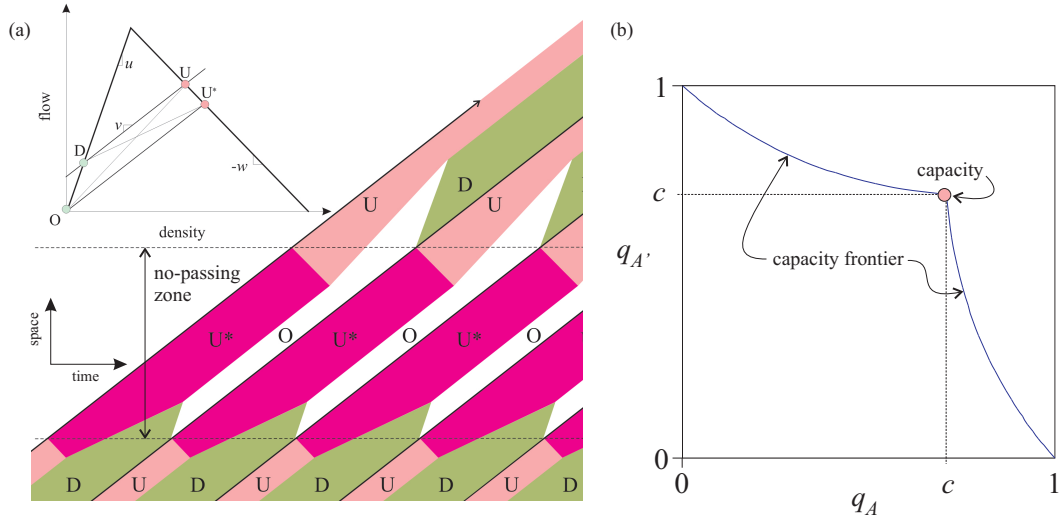 (a)
flow
u
U
U*
v
D
-w
O
density
U
D
U
D
no-passing
zone
space
time
U*
O
U*
O
U*
O
D
U
D
U
D
U
D
U
D
(b)
1
capacity
c
capacity frontier
q_A'
0
0
c
1
q_A